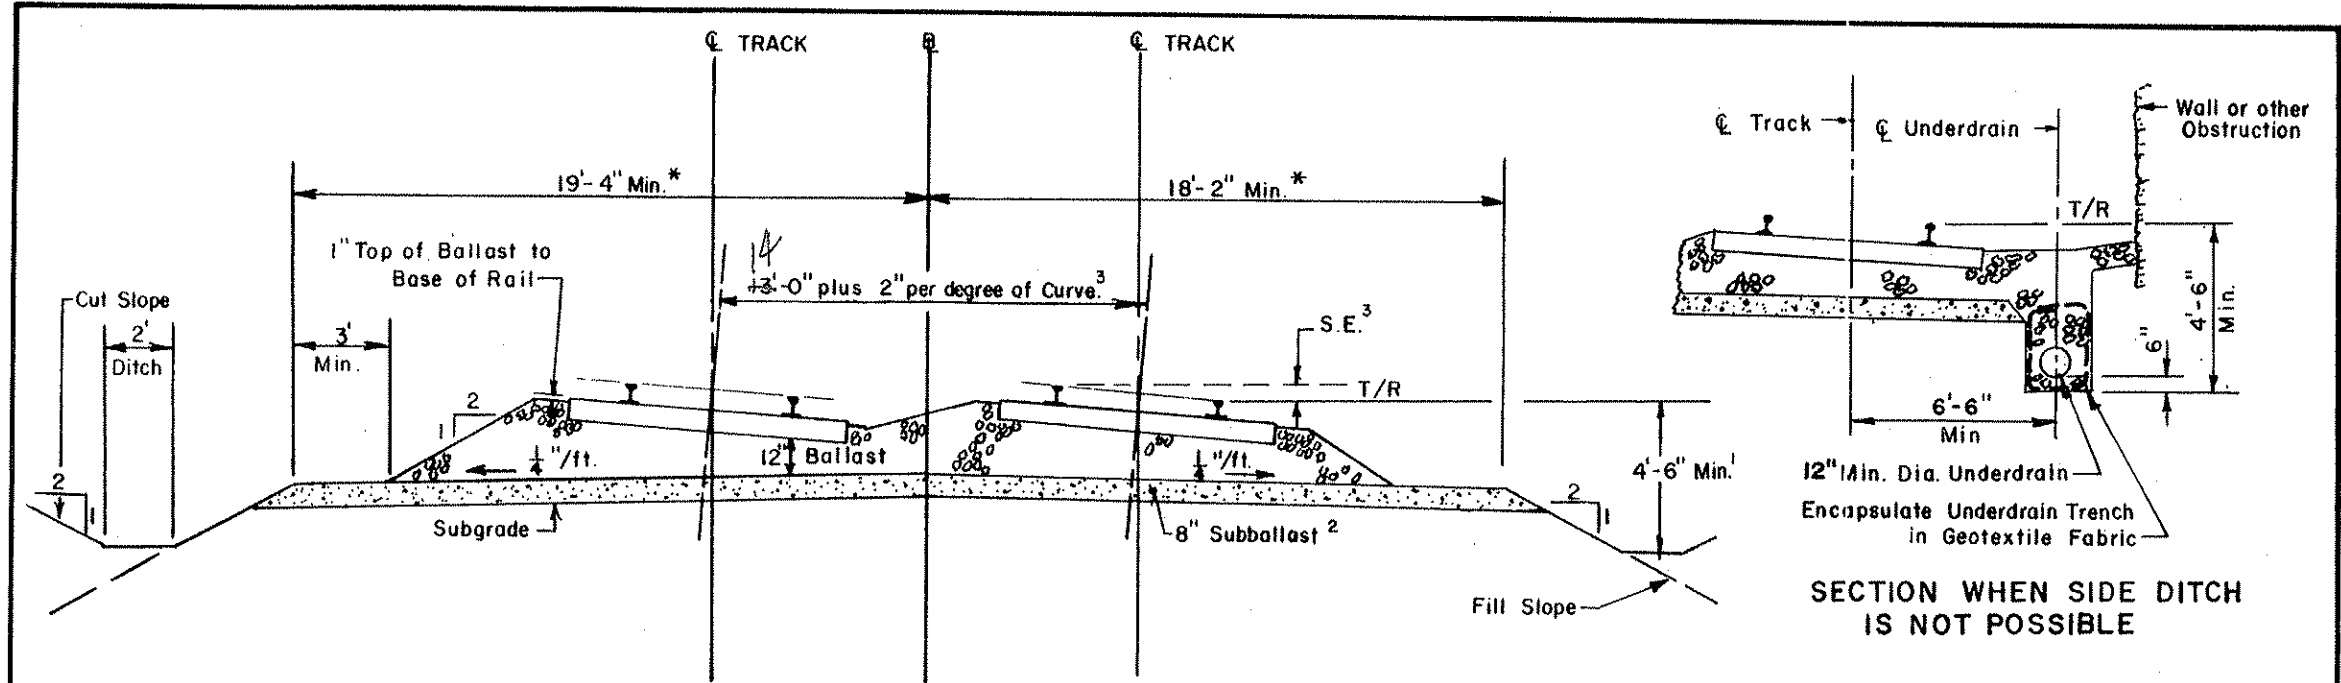 ℄ TRACK
℄
℄ TRACK
19'-4" Min.*
18'-2" Min.*
1" Top of Ballast to
Base of Rail
14
13'-0" plus 2" per degree of Curve.³
S.E.³
T/R
Cut Slope
2'
Ditch
3'
Min.
2
1
2
1
1/4"/ft.
12" Ballast
1/4"/ft.
4'-6" Min.¹
2
1
Subgrade
8" Subballast ²
Fill Slope
℄ Track
℄ Underdrain
Wall or other
Obstruction
T/R
4'-6"
Min.
6"
6'-6"
Min
12" Min. Dia. Underdrain
Encapsulate Underdrain Trench
in Geotextile Fabric
SECTION WHEN SIDE DITCH
IS NOT POSSIBLE